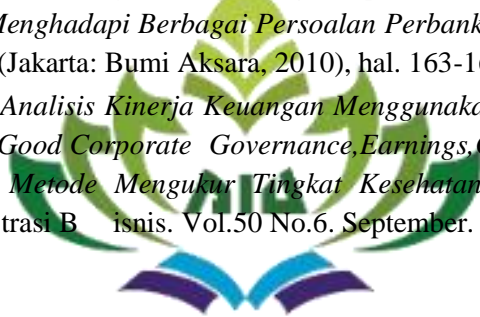 Menghadapi Berbagai Persoalan Perbank
(Jakarta: Bumi Aksara, 2010), hal. 163-16
Analisis Kinerja Keuangan Menggunaka
Good Corporate Governance,Earnings,
Metode Mengukur Tingkat Kesehatan
trasi B isnis. Vol.50 No.6. September.